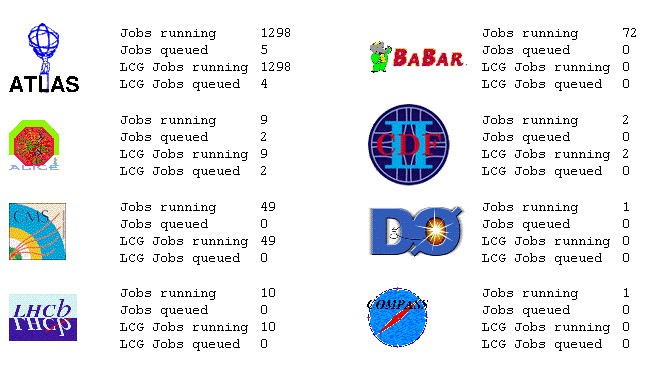 ATLAS
Jobs running 1298
Jobs queued 5
LCG Jobs running 1298
LCG Jobs queued 4
BABAR
Jobs running 72
Jobs queued 0
LCG Jobs running 0
LCG Jobs queued 0
ALICE
Jobs running 9
Jobs queued 2
LCG Jobs running 9
LCG Jobs queued 2
CDF
II
Jobs running 2
Jobs queued 0
LCG Jobs running 2
LCG Jobs queued 0
CMS
Jobs running 49
Jobs queued 0
LCG Jobs running 49
LCG Jobs queued 0
DØ
Jobs running 1
Jobs queued 0
LCG Jobs running 0
LCG Jobs queued 0
LHCb
LHCb
Jobs running 10
Jobs queued 0
LCG Jobs running 10
LCG Jobs queued 0
COMPASS
Jobs running 1
Jobs queued 0
LCG Jobs running 0
LCG Jobs queued 0